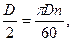 D/2 = πDn/60,